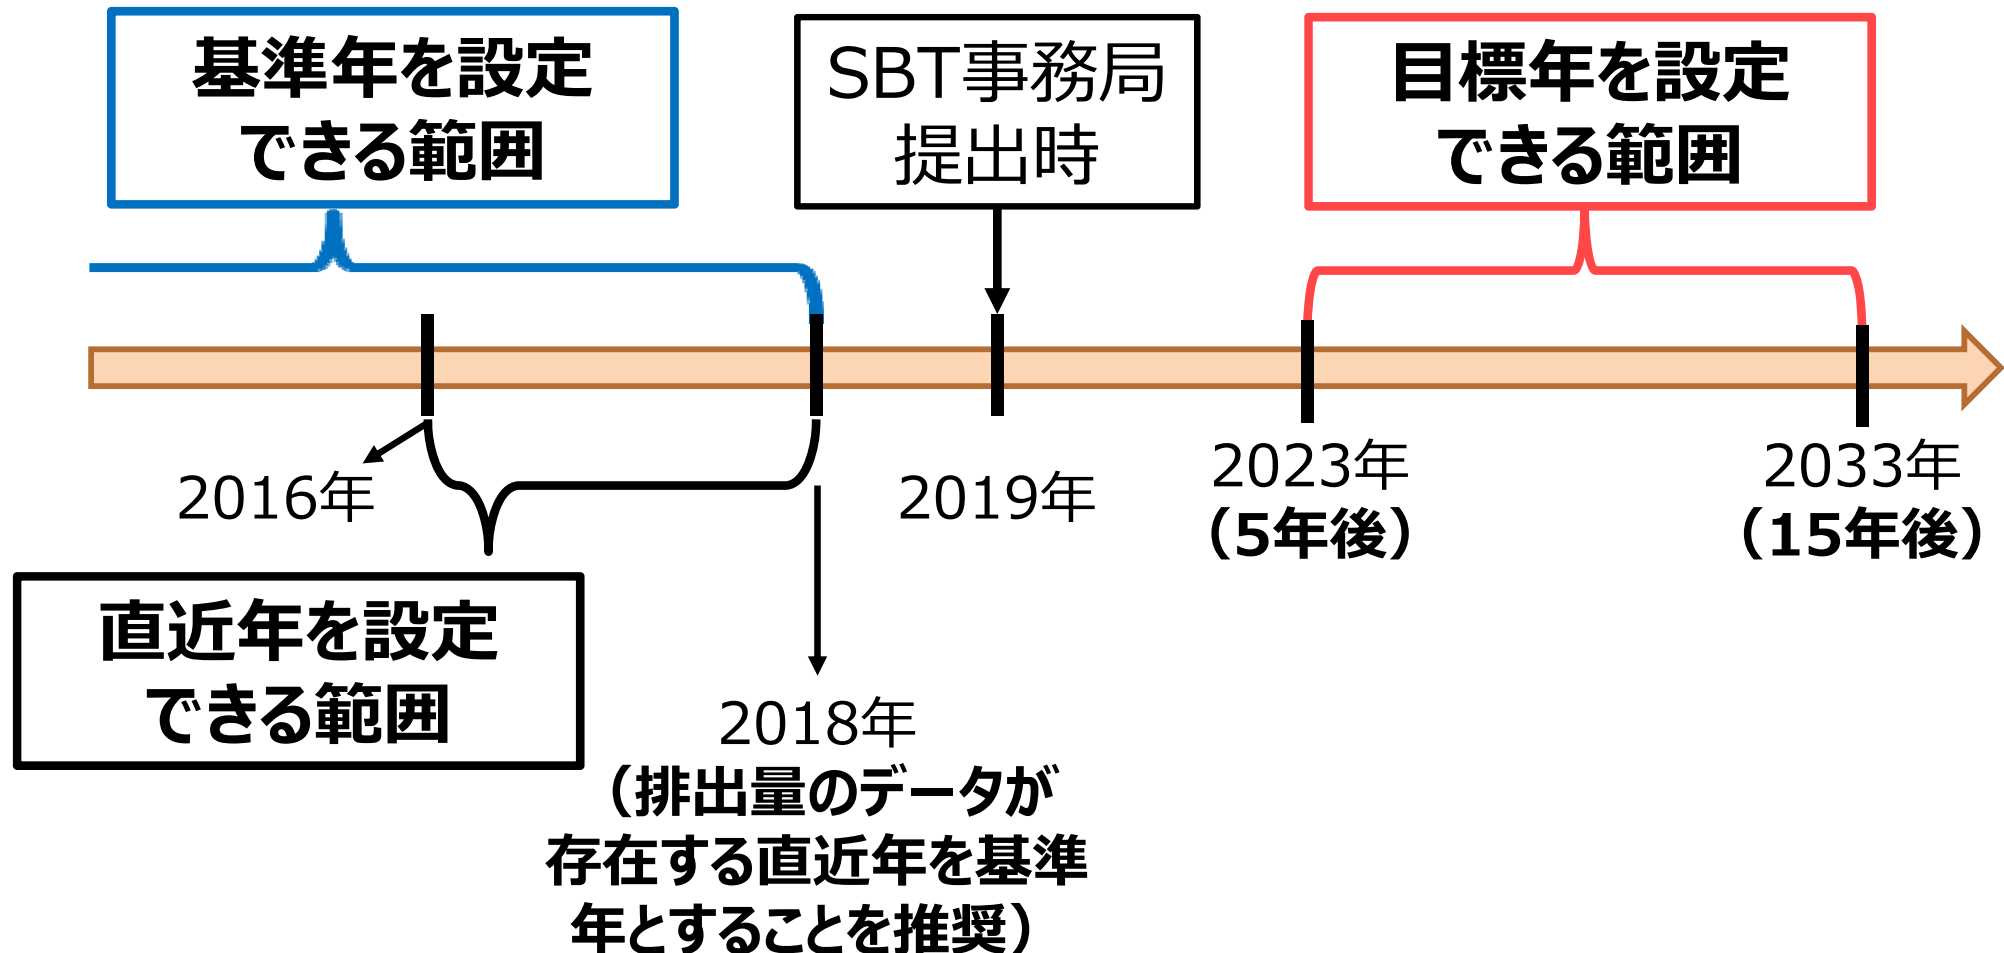 基準年を設定
できる範囲
SBT事務局
提出時
目標年を設定
できる範囲
2016年
2019年
2023年
（5年後）
2033年
（15年後）
直近年を設定
できる範囲
2018年
（排出量のデータが
存在する直近年を基準
年とすることを推奨）